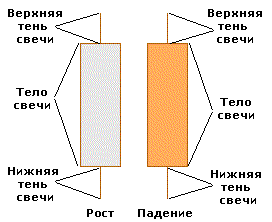 Верхняя
тень
свечи
Верхняя
тень
свечи
Тело
свечи
Тело
свечи
Нижняя
тень
свечи
Нижняя
тень
свечи
Рост
Падение